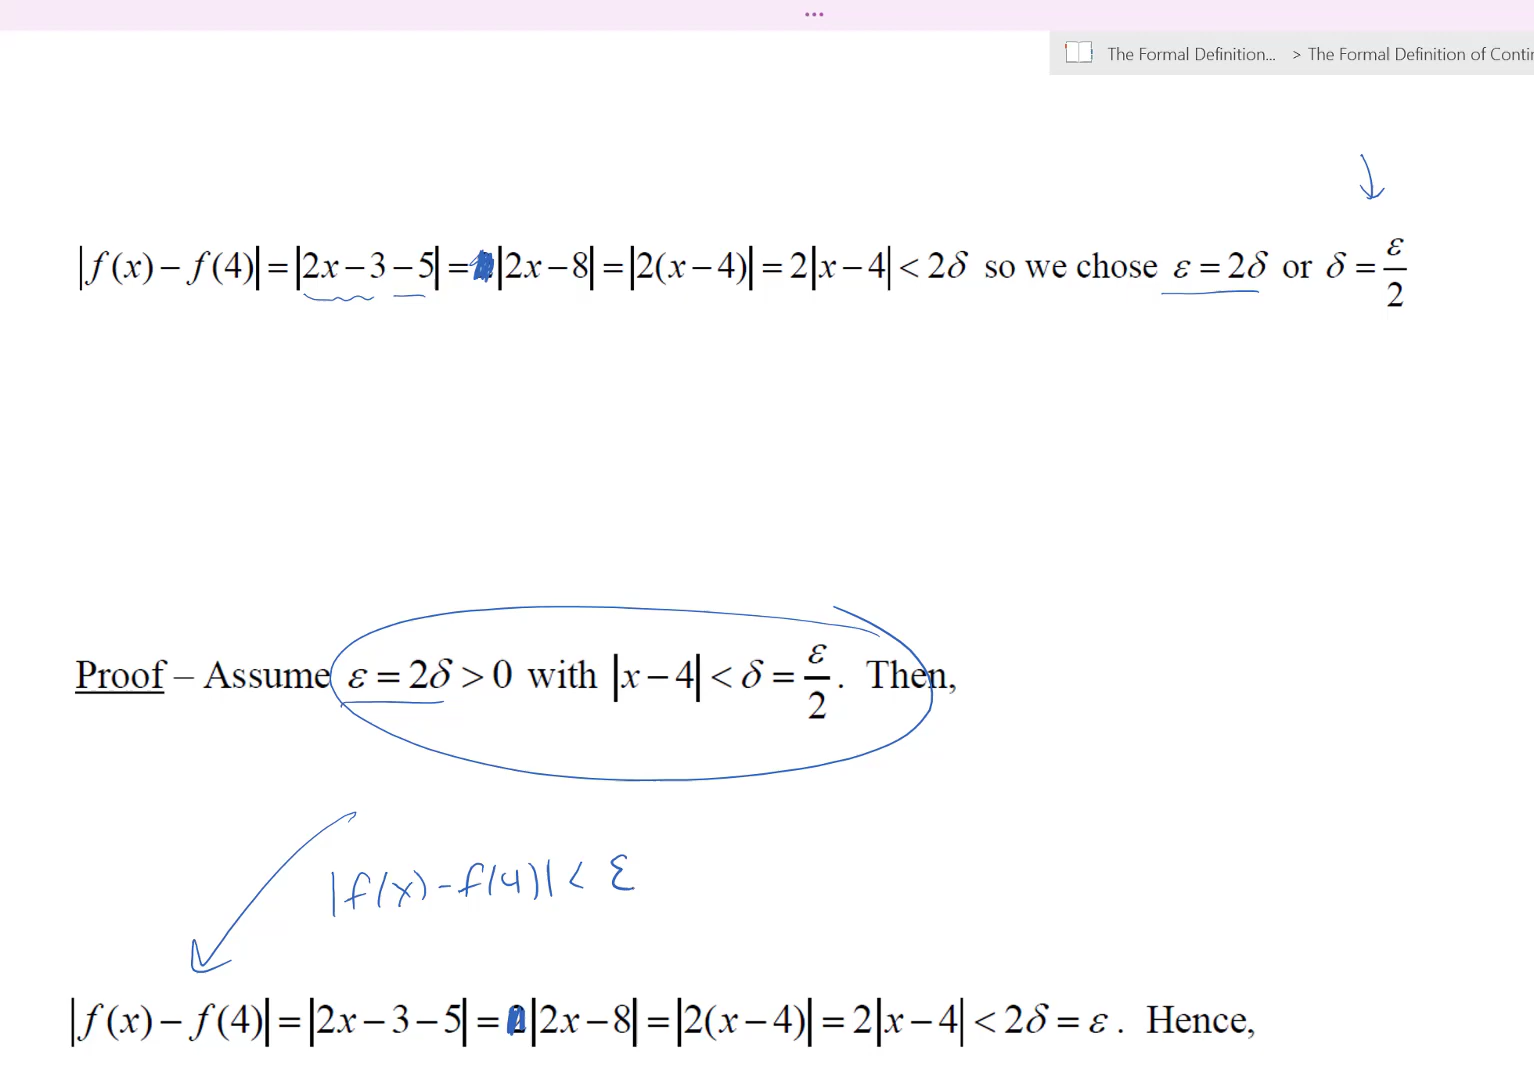 ...
The Formal Definition... > The Formal Definition of Contin
|f(x) – f(4)| = |2x – 3 – 5| = |2x – 8| = |2(x – 4)| = 2|x – 4| < 2δ so we chose ε = 2δ or δ = ε/2
Proof – Assume ε = 2δ > 0 with |x – 4| < δ = ε/2. Then,
|f(x) - f(4)| < ε
|f(x) – f(4)| = |2x – 3 – 5| = |2x – 8| = |2(x – 4)| = 2|x – 4| < 2δ = ε. Hence,